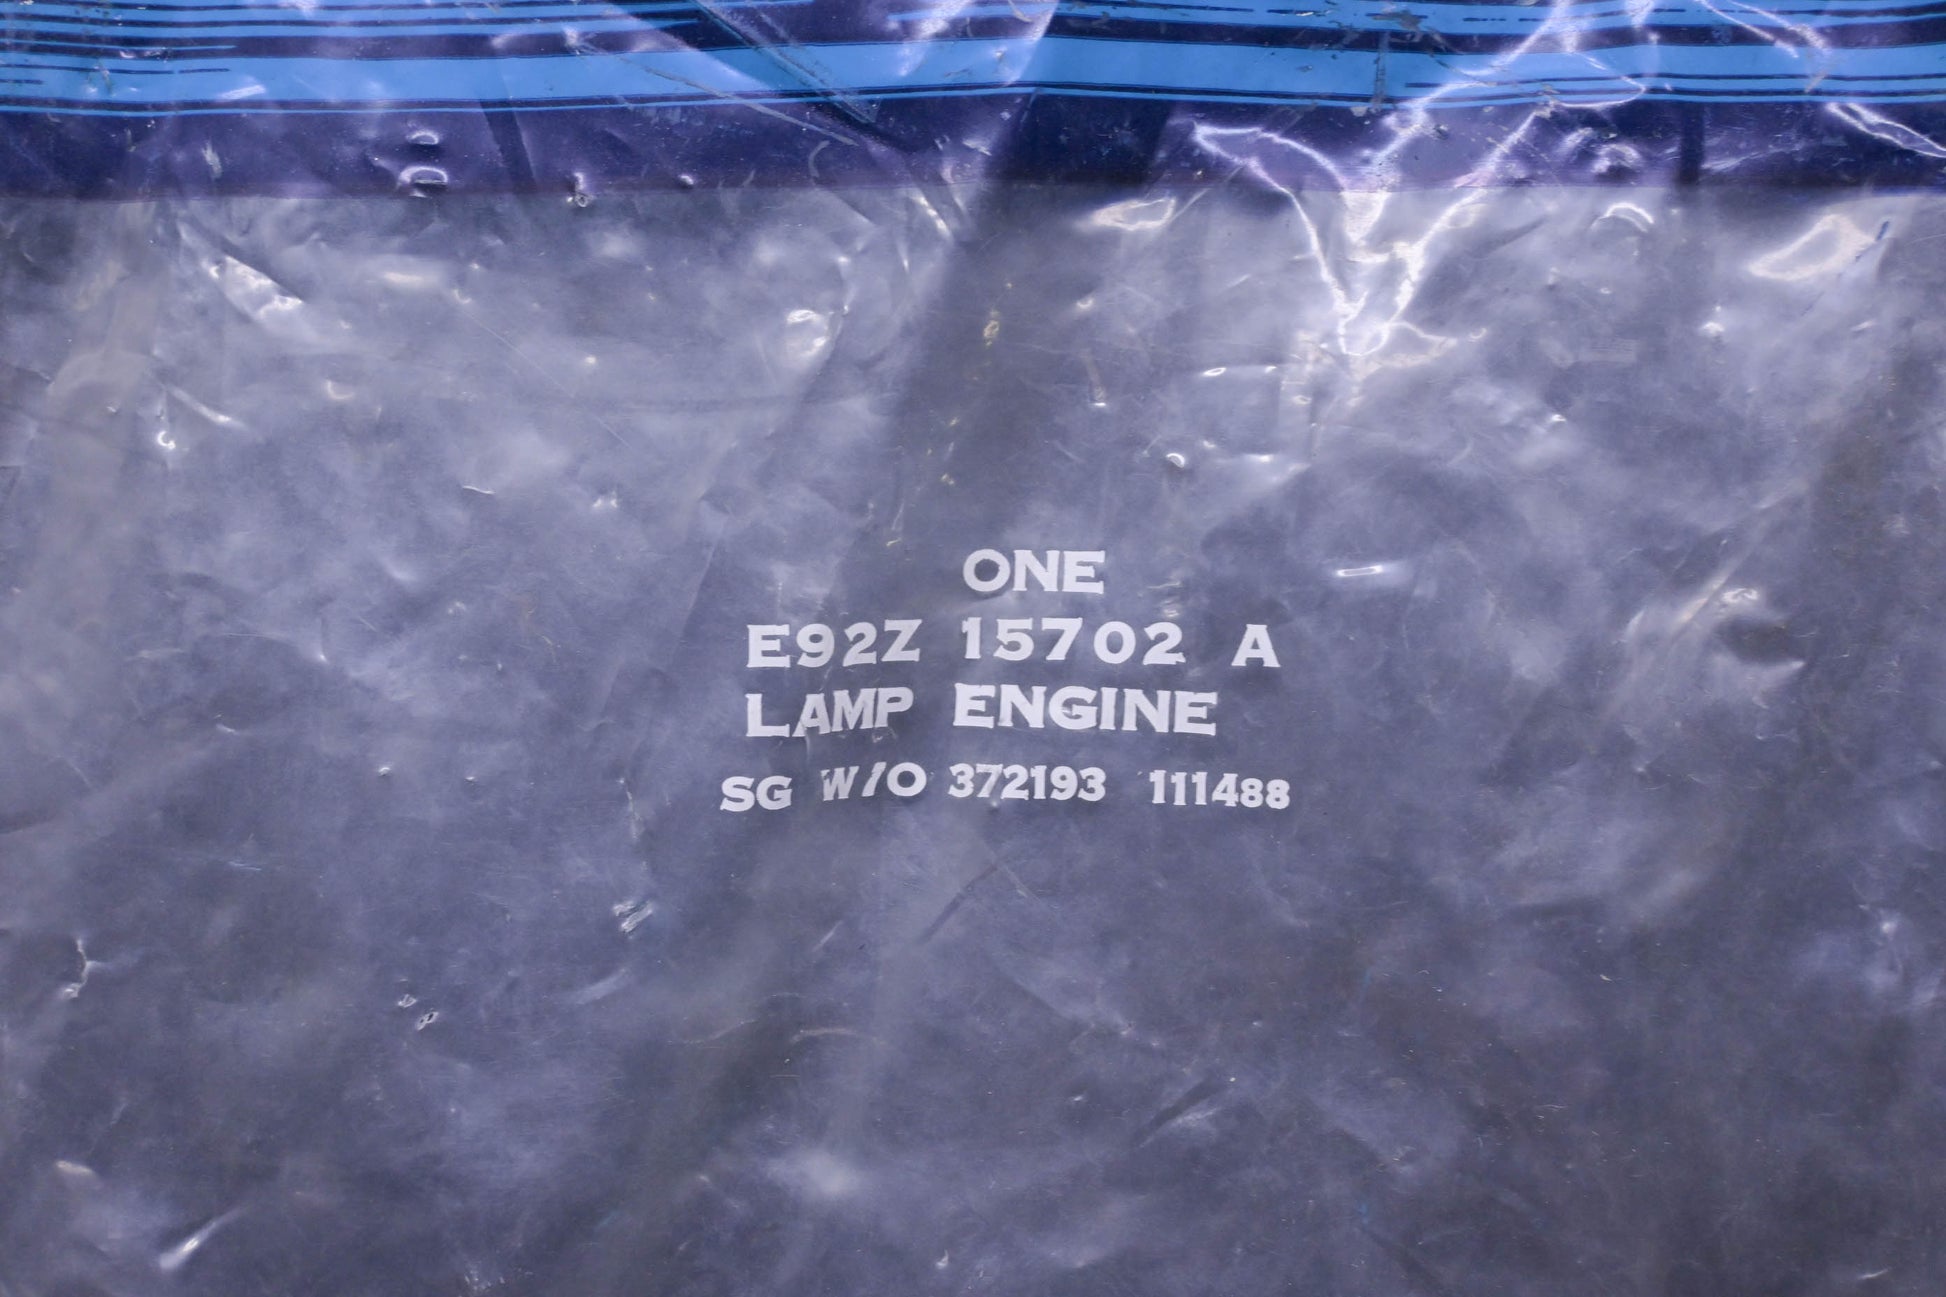 ONE
E92Z 15702 A
LAMP ENGINE
SG W/O 372193 111488